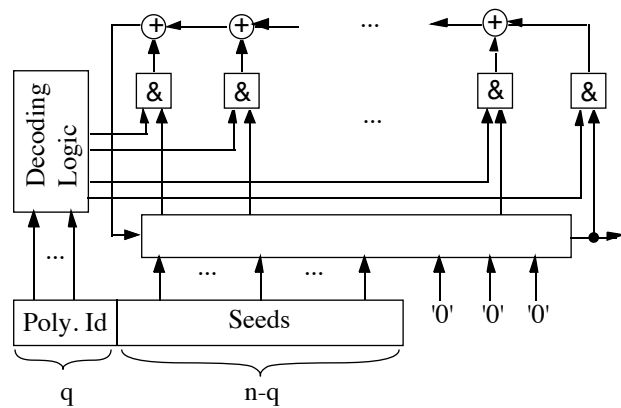 + + ... +
& & & &
...
Decoding
Logic
... ... ...
Poly. Id Seeds '0' '0' '0'
q n-q